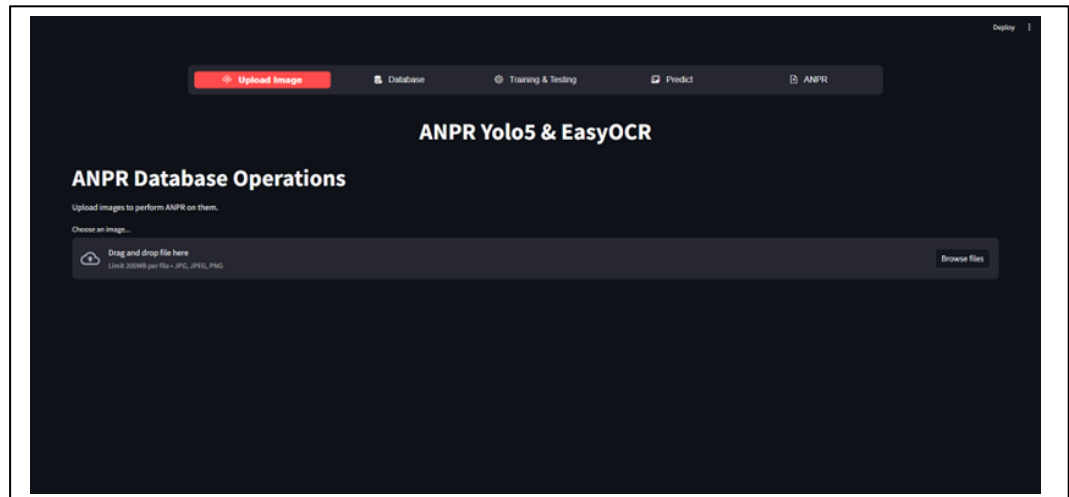 Deploy
Upload Image Database Training & Testing Predict ANPR
ANPR Yolo5 & EasyOCR
ANPR Database Operations
Upload images to perform ANPR on them.
Choose an image...
Drag and drop file here
Limit 200MB per file • JPG, JPEG, PNG
Browse files